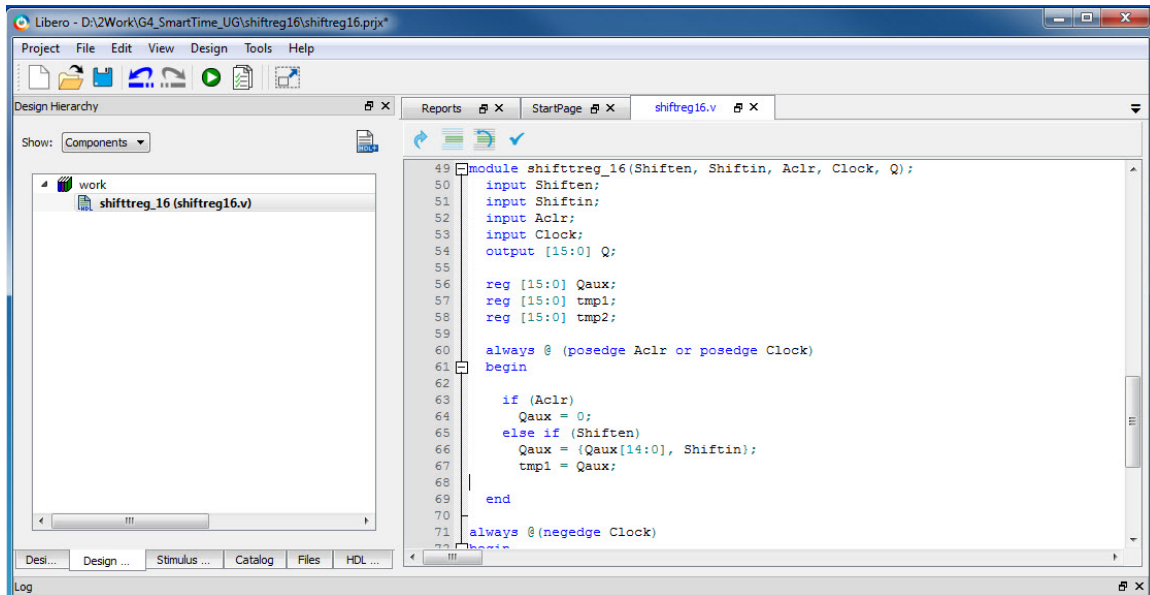 Libero - D:\2Work\G4_SmartTime_UG\shiftreg16\shiftreg16.prjx*
Project File Edit View Design Tools Help
Design Hierarchy
Reports StartPage shiftreg16.v
Show: Components
HDL+
work
shifttreg_16 (shiftreg16.v)
49 module shifttreg_16(Shiften, Shiftin, Aclr, Clock, Q);
50 input Shiften;
51 input Shiftin;
52 input Aclr;
53 input Clock;
54 output [15:0] Q;
55
56 reg [15:0] Qaux;
57 reg [15:0] tmp1;
58 reg [15:0] tmp2;
59
60 always @ (posedge Aclr or posedge Clock)
61 begin
62
63 if (Aclr)
64 Qaux = 0;
65 else if (Shiften)
66 Qaux = {Qaux[14:0], Shiftin};
67 tmp1 = Qaux;
68
69 end
70
71 always @(negedge Clock)
72 begin
Desi... Design ... Stimulus ... Catalog Files HDL ...
Log